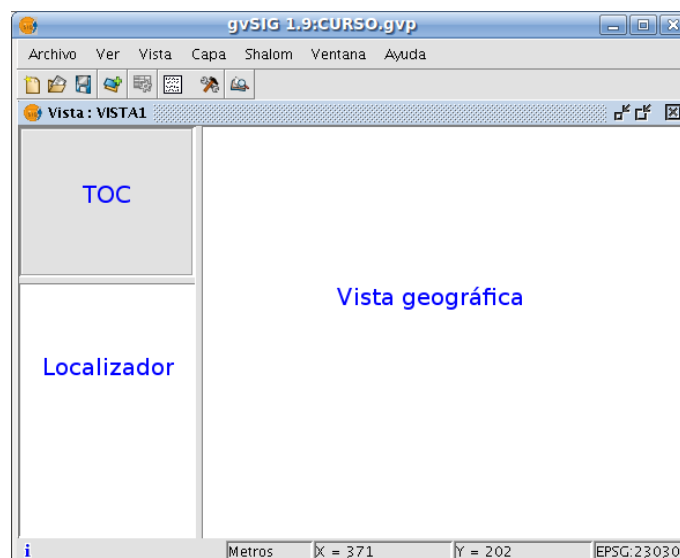 gvSIG 1.9:CURSO.gvp
Archivo Ver Vista Capa Shalom Ventana Ayuda
Vista : VISTA1
TOC
Vista geográfica
Localizador
Metros X = 371 Y = 202 EPSG:23030